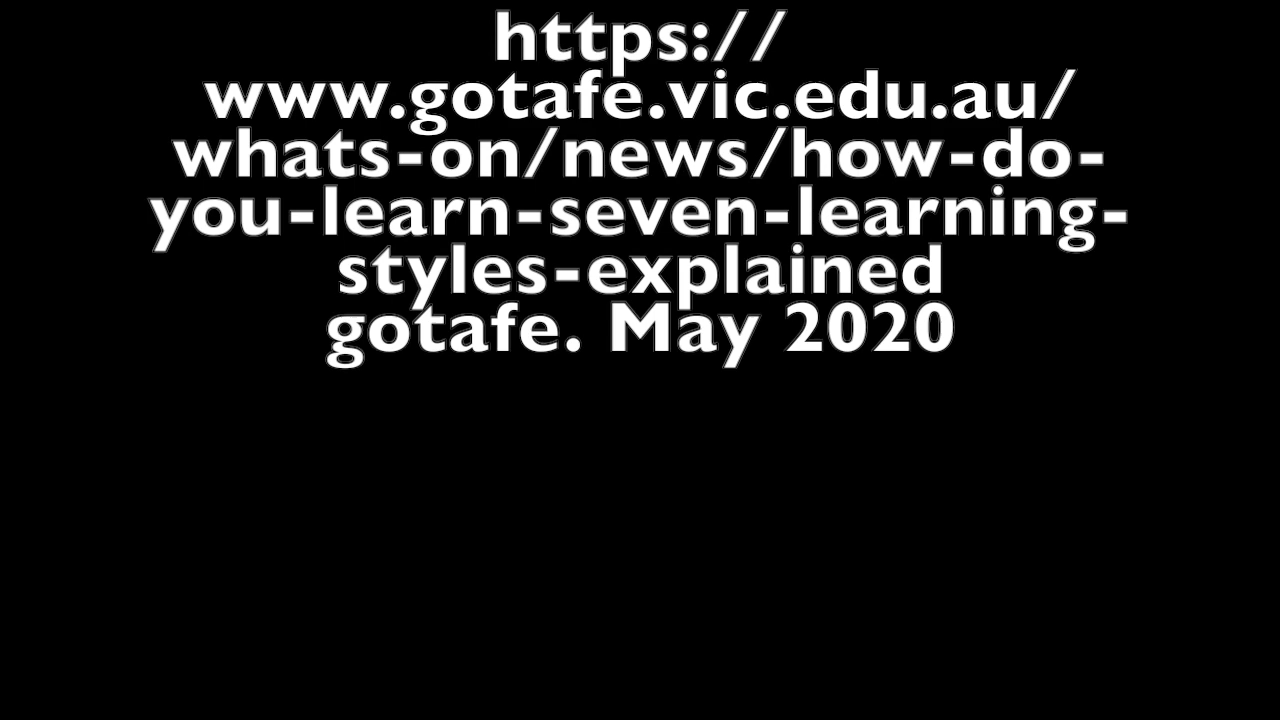 https://
www.gotafe.vic.edu.au/
whats-on/news/how-do-
you-learn-seven-learning-
styles-explained
gotafe. May 2020